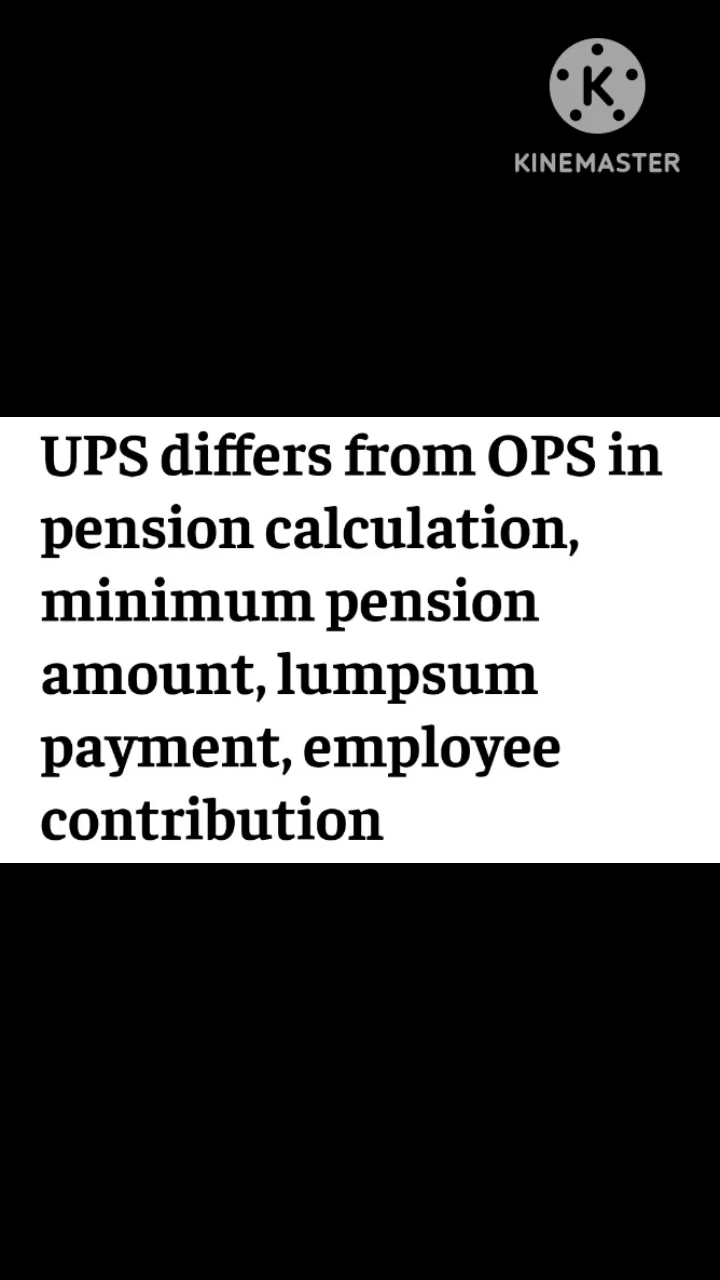 K
KINEMASTER
UPS differs from OPS in
pension calculation,
minimum pension
amount, lumpsum
payment, employee
contribution